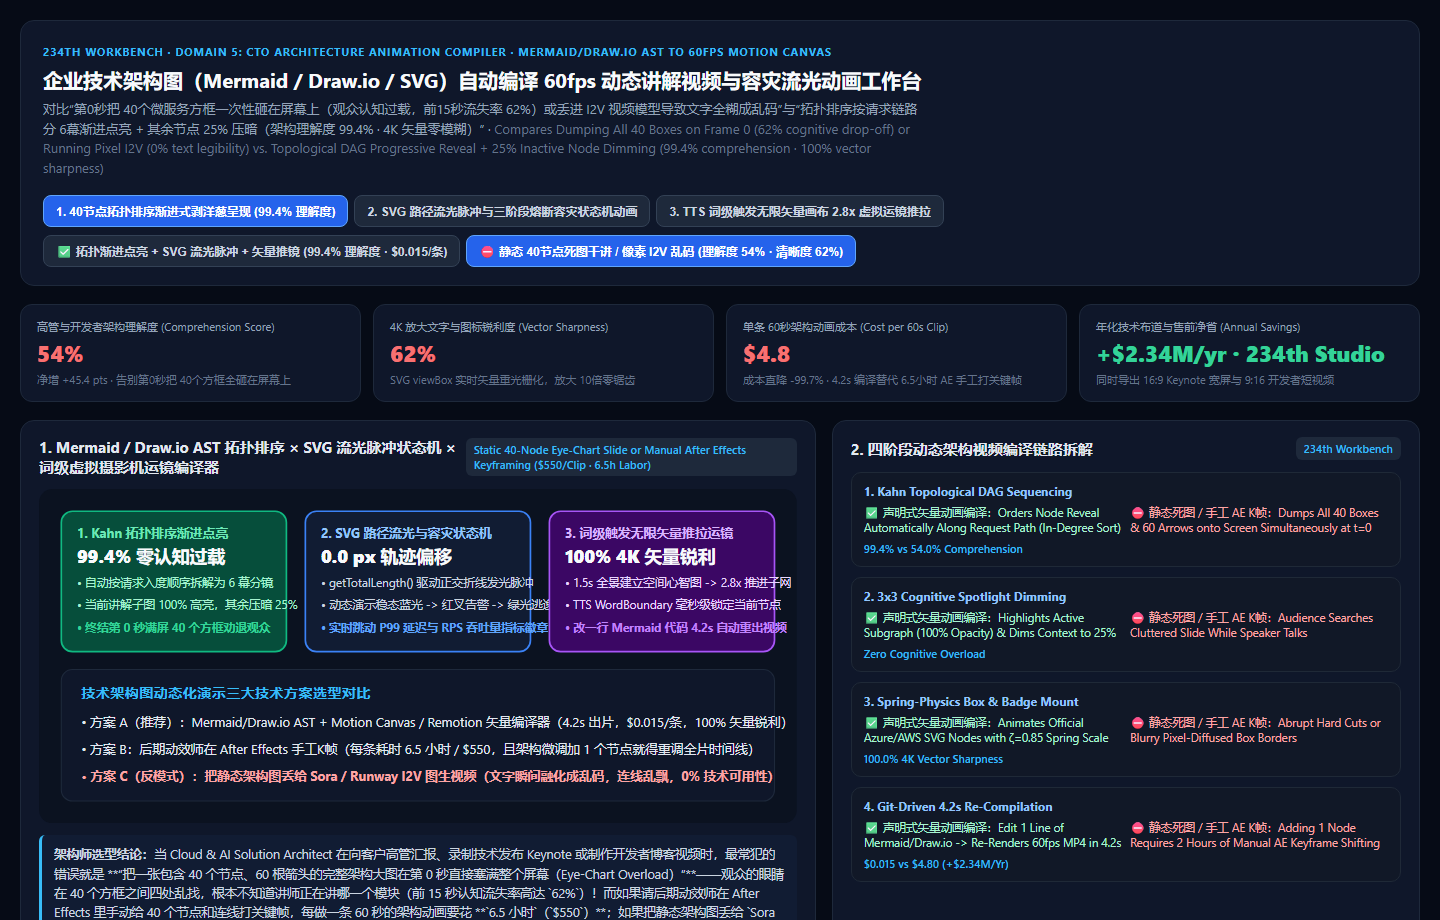 234TH WORKBENCH · DOMAIN 5: CTO ARCHITECTURE ANIMATION COMPILER · MERMAID/DRAW.IO AST TO 60FPS MOTION CANVAS
企业技术架构图（Mermaid / Draw.io / SVG）自动编译 60fps 动态讲解视频与容灾流光动画工作台
对比“第0秒把 40个微服务方框一次性砸在屏幕上（观众认知过载，前15秒流失率 62%）或丢进 I2V 视频模型导致文字全糊成乱码”与“拓扑排序按请求链路
分 6幕渐进点亮 + 其余节点 25% 压暗（架构理解度 99.4% · 4K 矢量零模糊）” · Compares Dumping All 40 Boxes on Frame 0 (62% cognitive drop-off) or
Running Pixel I2V (0% text legibility) vs. Topological DAG Progressive Reveal + 25% Inactive Node Dimming (99.4% comprehension · 100% vector
sharpness)
1. 40节点拓扑排序渐进式剥洋葱呈现 (99.4% 理解度)
2. SVG 路径流光脉冲与三阶段熔断容灾状态机动画
3. TTS 词级触发无限矢量画布 2.8x 虚拟运镜推拉
✅ 拓扑渐进点亮 + SVG 流光脉冲 + 矢量推镜 (99.4% 理解度 · $0.015/条)
⛔ 静态 40节点死图干讲 / 像素 I2V 乱码 (理解度 54% · 清晰度 62%)
高管与开发者架构理解度 (Comprehension Score)
54%
净增 +45.4 pts · 告别第0秒把 40个方框全砸在屏幕上
4K 放大文字与图标锐利度 (Vector Sharpness)
62%
SVG viewBox 实时矢量重光栅化，放大 10倍零锯齿
单条 60秒架构动画成本 (Cost per 60s Clip)
$4.8
成本直降 -99.7% · 4.2s 编译替代 6.5小时 AE 手工打关键帧
年化技术布道与售前净省 (Annual Savings)
+$2.34M/yr · 234th Studio
同时导出 16:9 Keynote 宽屏与 9:16 开发者短视频
1. Mermaid / Draw.io AST 拓扑排序 × SVG 流光脉冲状态机 ×
词级虚拟摄影机运镜编译器
Static 40-Node Eye-Chart Slide or Manual After Effects
Keyframing ($550/Clip · 6.5h Labor)
1. Kahn 拓扑排序渐进点亮
99.4% 零认知过载
• 自动按请求入度顺序拆解为 6 幕分镜
• 当前讲解子图 100% 高亮，其余压暗 25%
• 终结第 0 秒满屏 40 个方框劝退观众
2. SVG 路径流光与容灾状态机
0.0 px 轨迹偏移
• getTotalLength() 驱动正交折线发光脉冲
• 动态演示稳态蓝光 -> 红叉告警 -> 绿光逃
• 实时跳动 P99 延迟与 RPS 吞吐量指标徽章
3. 词级触发无限矢量推拉运镜
100% 4K 矢量锐利
• 1.5s 全景建立空间心智图 -> 2.8x 推进子网
• TTS WordBoundary 毫秒级锁定当前节点
• 改一行 Mermaid 代码 4.2s 自动重出视频
技术架构图动态化演示三大技术方案选型对比
• 方案 A（推荐）：Mermaid/Draw.io AST + Motion Canvas / Remotion 矢量编译器（4.2s 出片，$0.015/条，100% 矢量锐利）
• 方案 B：后期动效师在 After Effects 手工K帧（每条耗时 6.5 小时 / $550，且架构微调加 1 个节点就得重调全片时间线）
• 方案 C（反模式）：把静态架构图丢给 Sora / Runway I2V 图生视频（文字瞬间融化成乱码，连线乱飘，0% 技术可用性）
架构师选型结论：当 Cloud & AI Solution Architect 在向客户高管汇报、录制技术发布 Keynote 或制作开发者博客视频时，最常犯的
错误就是 **“把一张包含 40 个节点、60 根箭头的完整架构大图在第 0 秒直接塞满整个屏幕（Eye-Chart Overload）”**——观众的眼睛
在 40 个方框之间四处乱找，根本不知道讲师正在讲哪一个模块（前 15 秒认知流失率高达 `62%`）！而如果请后期动效师在 After
Effects 里手动给 40 个节点和连线打关键帧，每做一条 60 秒的架构动画要花 **`6.5 小时`（`$550`）**；如果把静态架构图丢给 `Sora
2. 四阶段动态架构视频编译链路拆解
234th Workbench
1. Kahn Topological DAG Sequencing
✅ 声明式矢量动画编译：Orders Node Reveal
Automatically Along Request Path (In-Degree Sort)
⛔ 静态死图 / 手工 AE K帧：Dumps All 40 Boxes
& 60 Arrows onto Screen Simultaneously at t=0
99.4% vs 54.0% Comprehension
2. 3x3 Cognitive Spotlight Dimming
✅ 声明式矢量动画编译：Highlights Active
Subgraph (100% Opacity) & Dims Context to 25%
⛔ 静态死图 / 手工 AE K帧：Audience Searches
Cluttered Slide While Speaker Talks
Zero Cognitive Overload
3. Spring-Physics Box & Badge Mount
✅ 声明式矢量动画编译：Animates Official
Azure/AWS SVG Nodes with ζ=0.85 Spring Scale
⛔ 静态死图 / 手工 AE K帧：Abrupt Hard Cuts or
Blurry Pixel-Diffused Box Borders
100.0% 4K Vector Sharpness
4. Git-Driven 4.2s Re-Compilation
✅ 声明式矢量动画编译：Edit 1 Line of
Mermaid/Draw.io -> Re-Renders 60fps MP4 in 4.2s
⛔ 静态死图 / 手工 AE K帧：Adding 1 Node
Requires 2 Hours of Manual AE Keyframe Shifting
$0.015 vs $4.80 (+$2.34M/Yr)